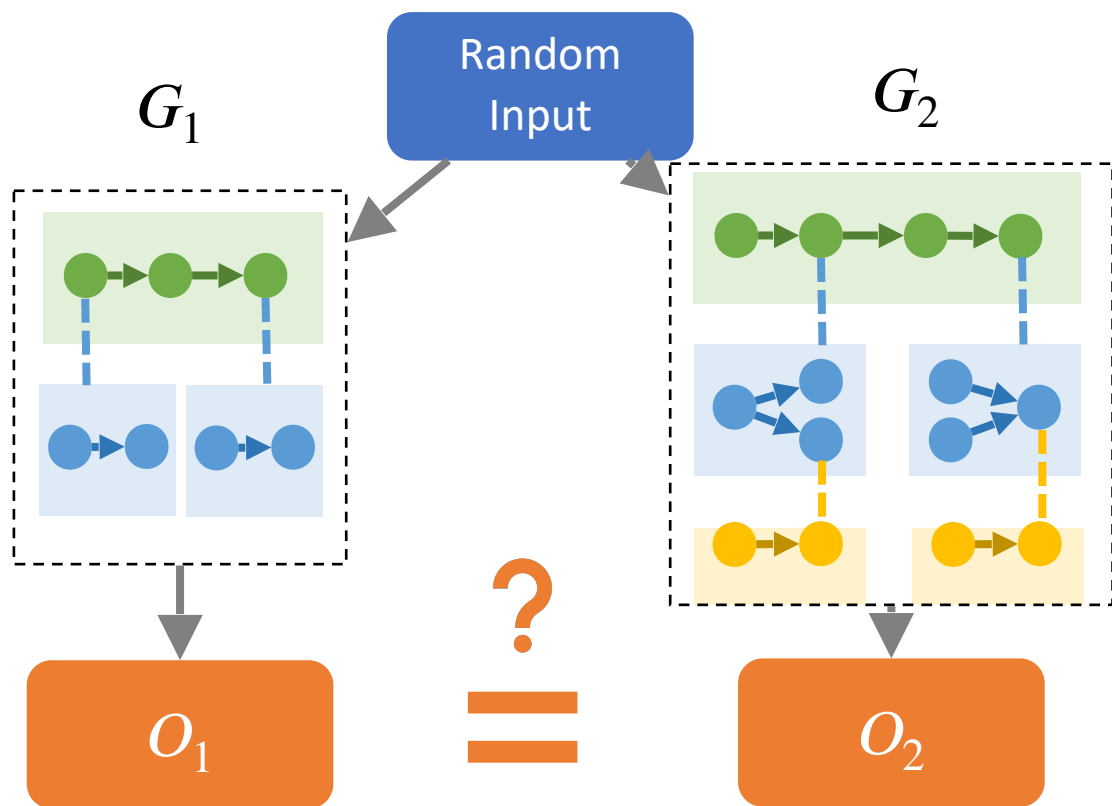 Random
Input
G₁
G₂
?
=
O₁
O₂